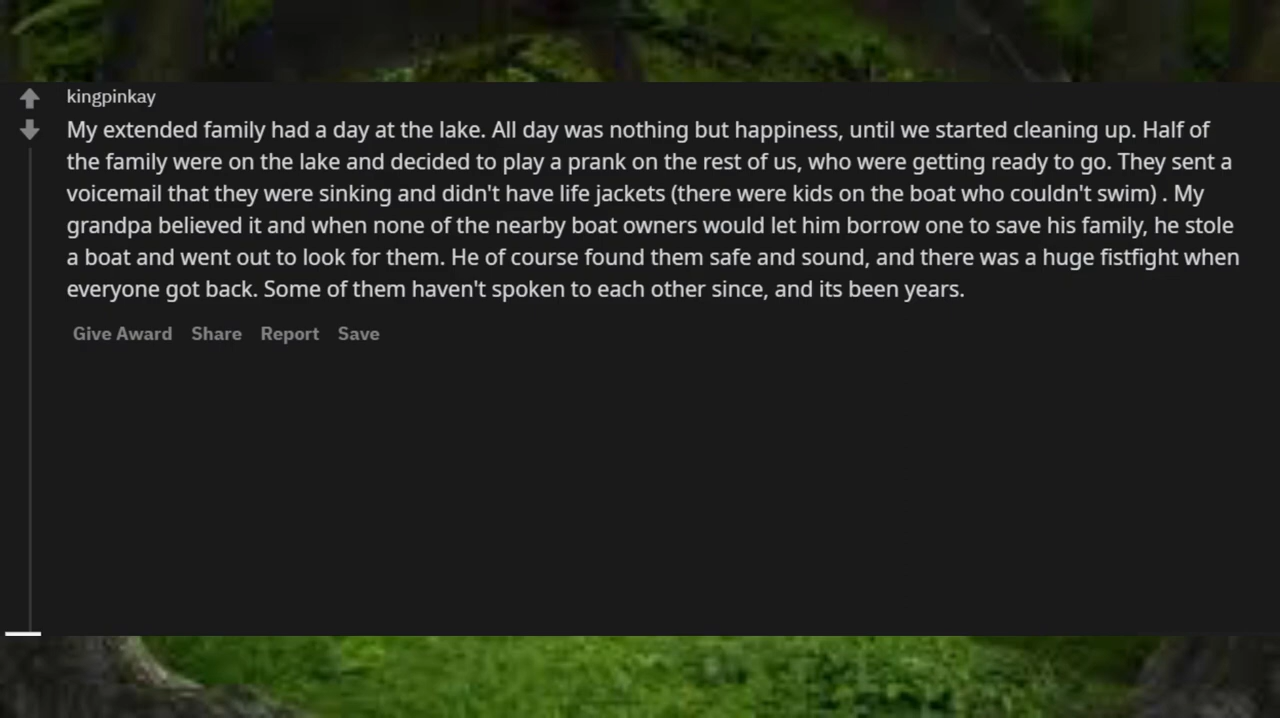 kingpinkay
My extended family had a day at the lake. All day was nothing but happiness, until we started cleaning up. Half of
the family were on the lake and decided to play a prank on the rest of us, who were getting ready to go. They sent a
voicemail that they were sinking and didn't have life jackets (there were kids on the boat who couldn't swim) . My
grandpa believed it and when none of the nearby boat owners would let him borrow one to save his family, he stole
a boat and went out to look for them. He of course found them safe and sound, and there was a huge fistfight when
everyone got back. Some of them haven't spoken to each other since, and its been years.
Give Award Share Report Save